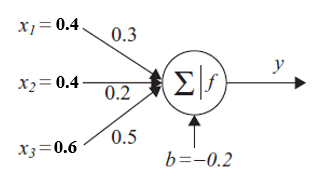 x₁ = 0.4
0.3
y
x₂ = 0.4
0.2
Σ|f
0.5
x₃ = 0.6
b = −0.2